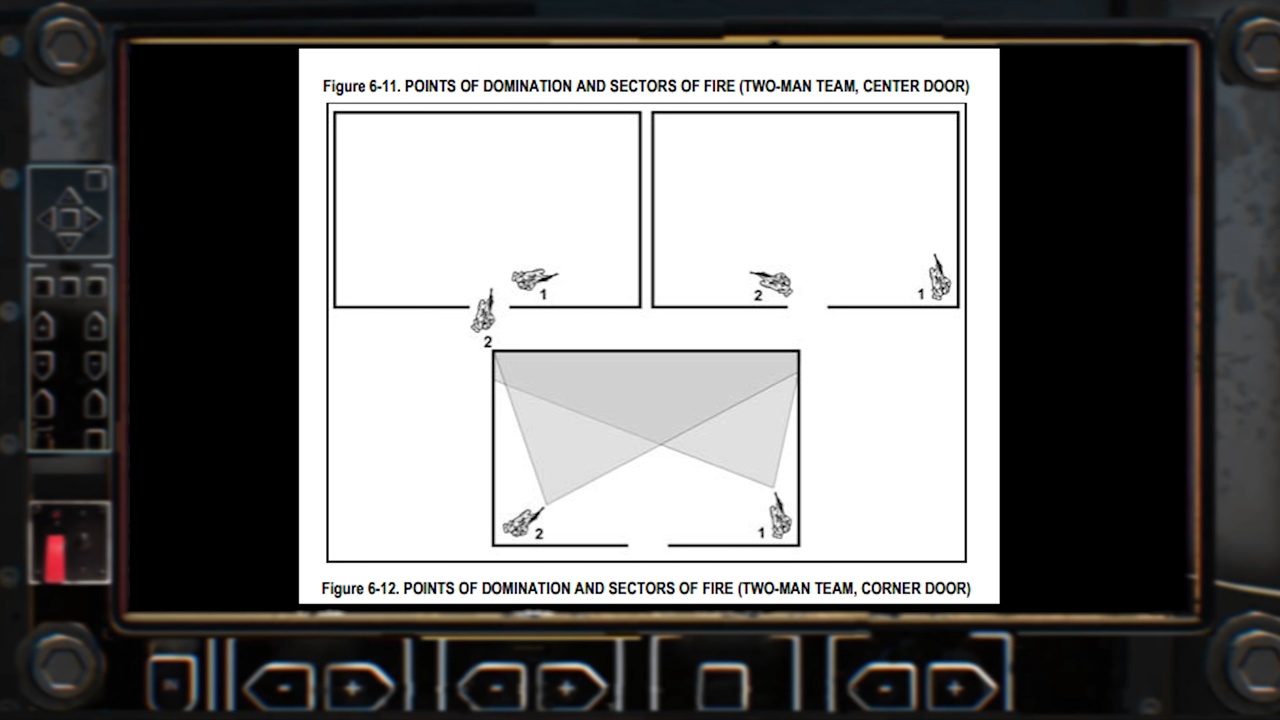 Figure 6-11. POINTS OF DOMINATION AND SECTORS OF FIRE (TWO-MAN TEAM, CENTER DOOR)
1
2
2
1
2
1
Figure 6-12. POINTS OF DOMINATION AND SECTORS OF FIRE (TWO-MAN TEAM, CORNER DOOR)
- + - + - +